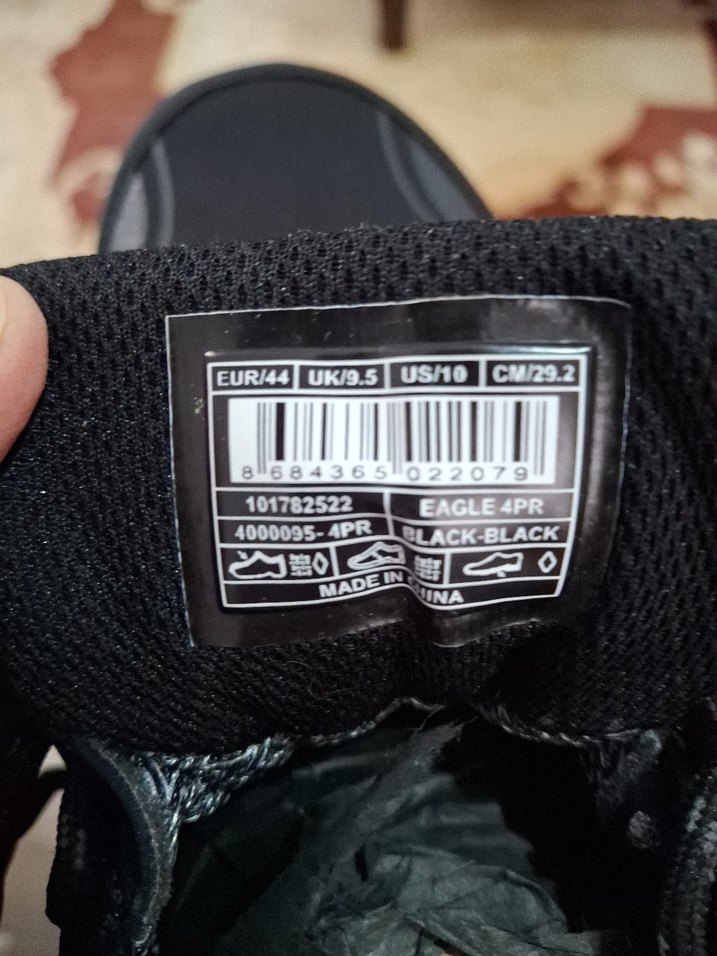 EUR/44 UK/9.5 US/10 CM/29.2
8 684365 022079
101782522 EAGLE 4PR
4000095-4PR BLACK-BLACK
MADE IN CHINA